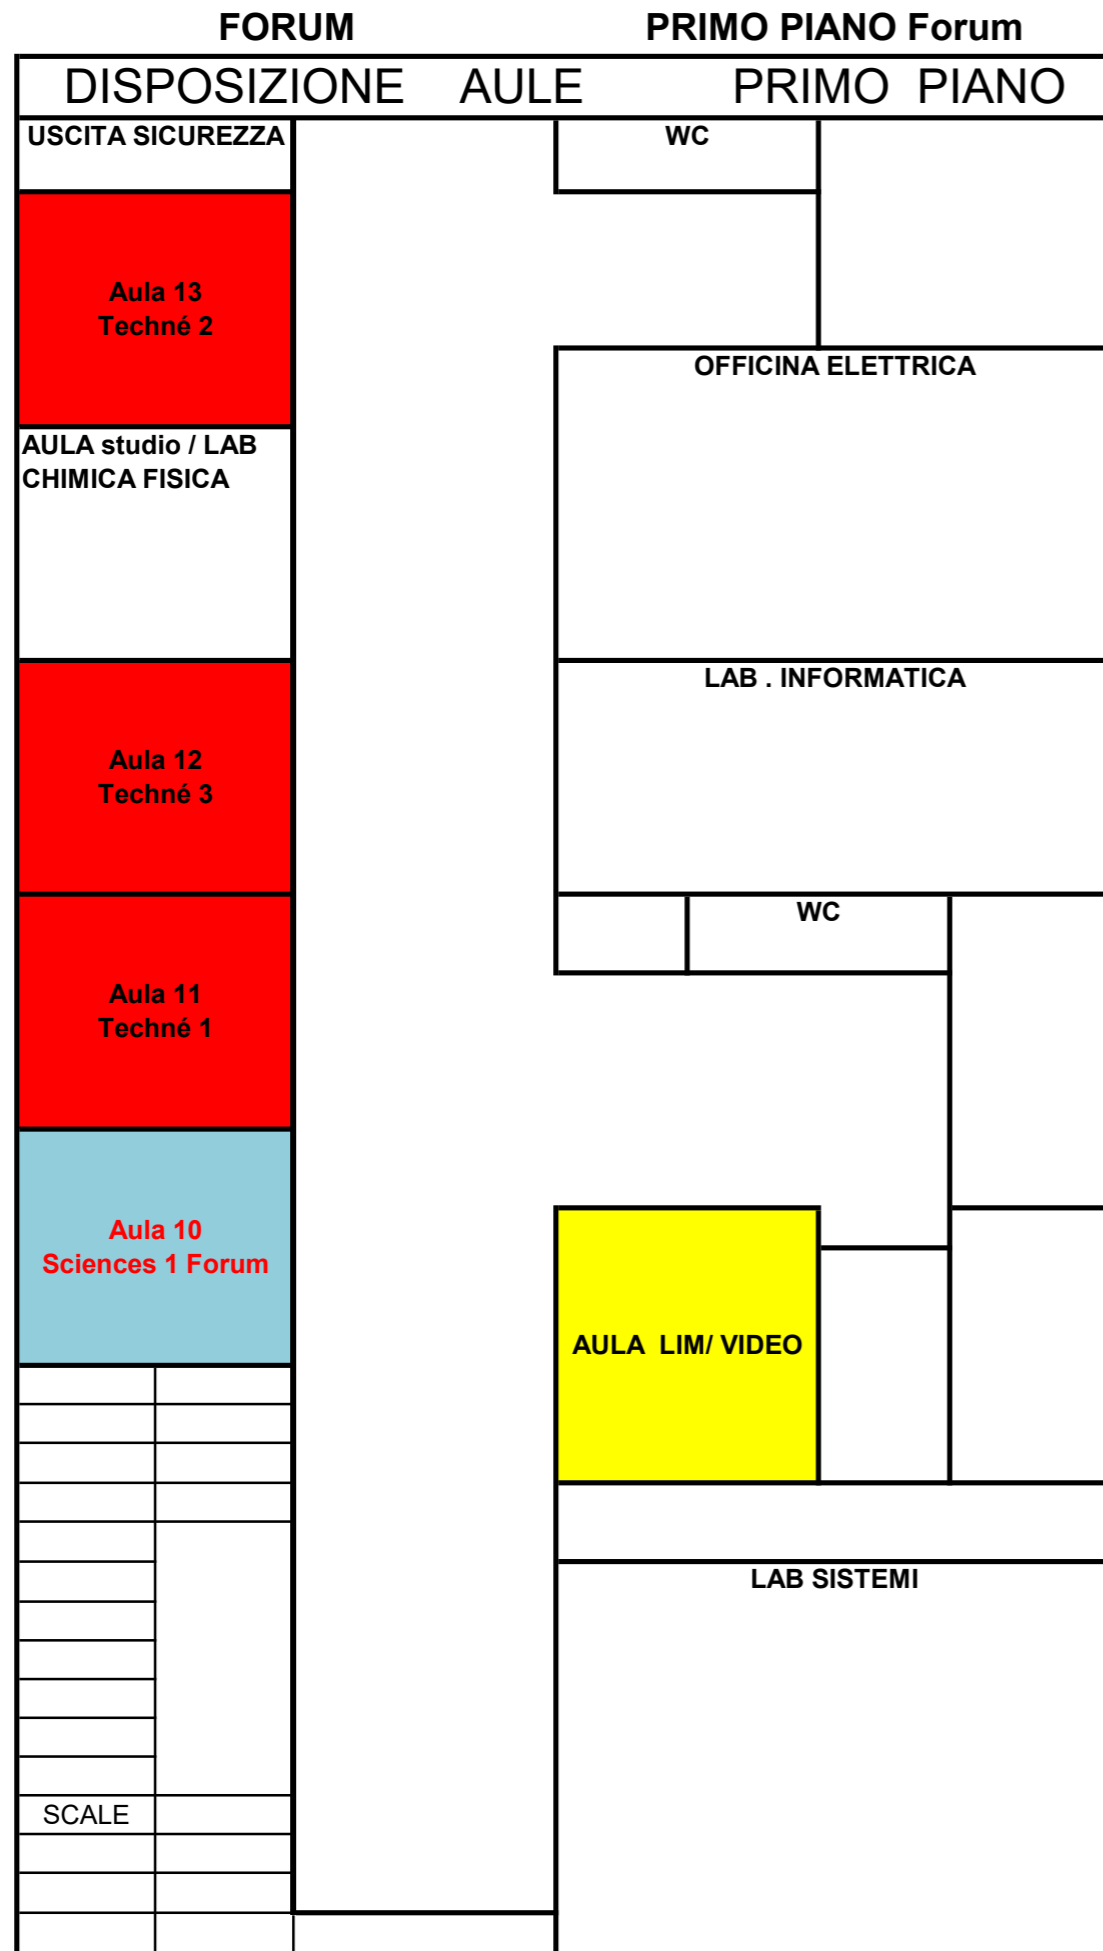 FORUM PRIMO PIANO Forum
DISPOSIZIONE AULE PRIMO PIANO
USCITA SICUREZZA
WC
Aula 13
Techné 2
OFFICINA ELETTRICA
AULA studio / LAB
CHIMICA FISICA
LAB . INFORMATICA
Aula 12
Techné 3
WC
Aula 11
Techné 1
Aula 10
Sciences 1 Forum
AULA LIM/ VIDEO
LAB SISTEMI
SCALE